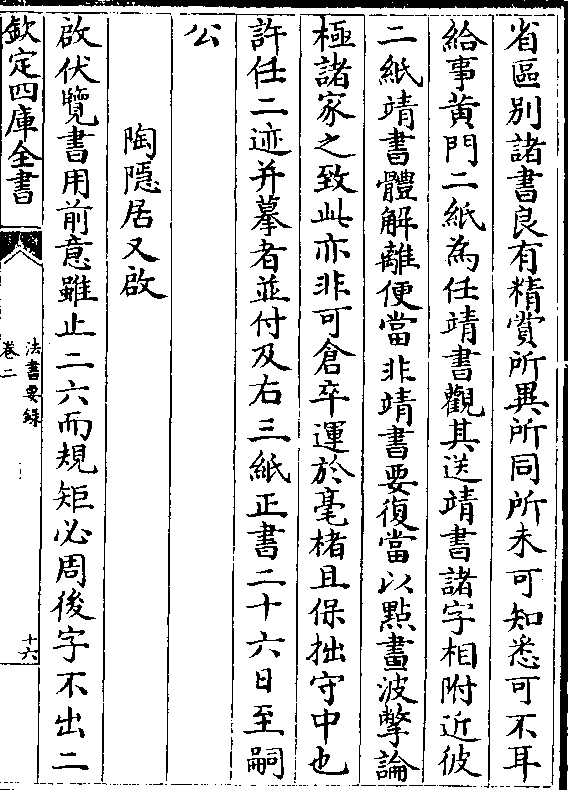 省區別諸書良有精賞所異所同所未可知悉可不耳
給事黄門二紙為任靖書觀其送靖書諸字相附近彼
二紙靖書體解離便當非靖書要復當以點畫波撆論
極諸家之致此亦非可倉卒運於毫楮且保拙守中也
許任二迹并摹者並付及右三紙正書二十六日至嗣
公
陶隱居又啟
啟伏覽書用前意雖止二六而規矩必周後字不出二
欽定四庫全書
法書要録
卷二
十六